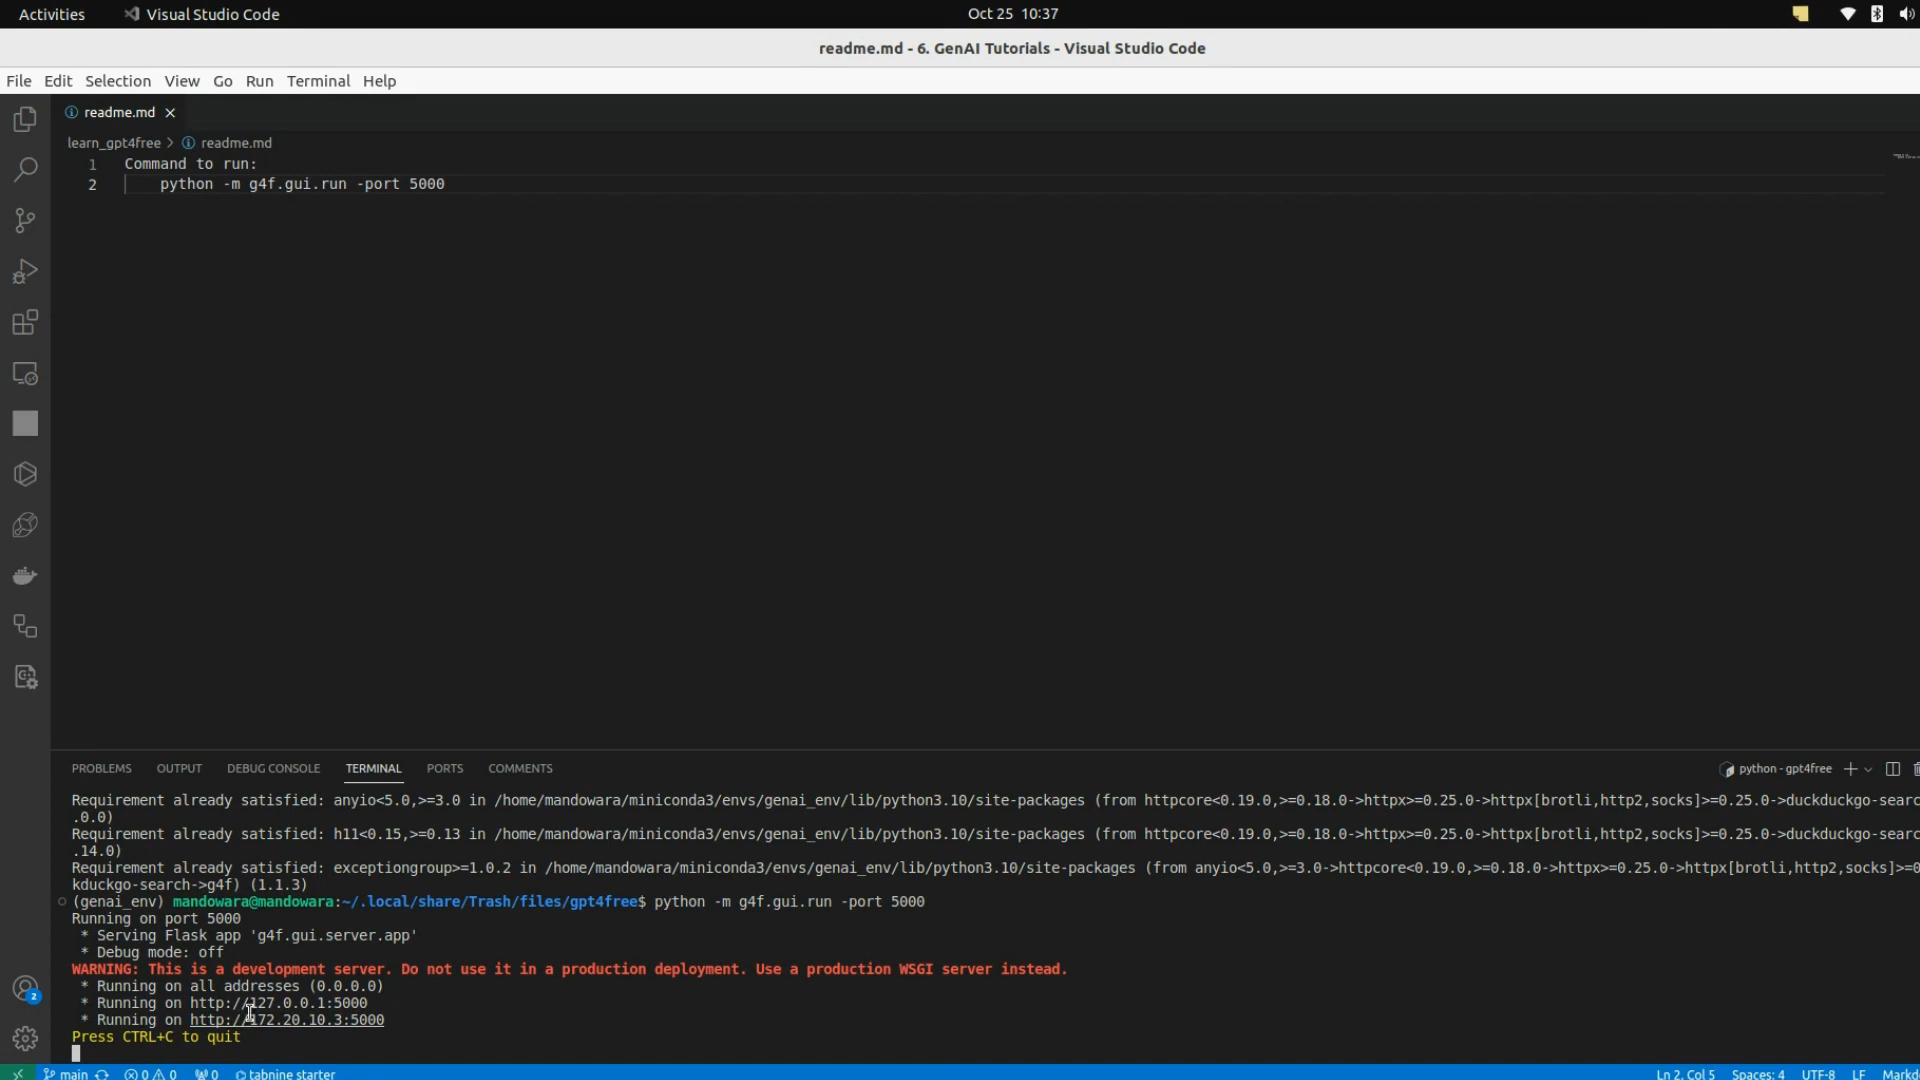 Activities Visual Studio Code Oct 25 10:37
readme.md - 6. GenAI Tutorials - Visual Studio Code
File Edit Selection View Go Run Terminal Help
readme.md
learn_gpt4free > readme.md
1 Command to run:
2 python -m g4f.gui.run -port 5000
PROBLEMS OUTPUT DEBUG CONSOLE TERMINAL PORTS COMMENTS
python - gpt4free
Requirement already satisfied: anyio<5.0,>=3.0 in /home/mandowara/miniconda3/envs/genai_env/lib/python3.10/site-packages (from httpcore<0.19.0,>=0.18.0->httpx>=0.25.0->httpx[brotli,http2,socks]>=0.25.0->duckduckgo-searc
.0.0)
Requirement already satisfied: h11<0.15,>=0.13 in /home/mandowara/miniconda3/envs/genai_env/lib/python3.10/site-packages (from httpcore<0.19.0,>=0.18.0->httpx>=0.25.0->httpx[brotli,http2,socks]>=0.25.0->duckduckgo-searc
.14.0)
Requirement already satisfied: exceptiongroup>=1.0.2 in /home/mandowara/miniconda3/envs/genai_env/lib/python3.10/site-packages (from anyio<5.0,>=3.0->httpcore<0.19.0,>=0.18.0->httpx>=0.25.0->httpx[brotli,http2,socks]>=0
kduckgo-search->g4f) (1.1.3)
(genai_env) mandowara@mandowara:~/.local/share/Trash/files/gpt4free$ python -m g4f.gui.run -port 5000
Running on port 5000
* Serving Flask app 'g4f.gui.server.app'
* Debug mode: off
WARNING: This is a development server. Do not use it in a production deployment. Use a production WSGI server instead.
* Running on all addresses (0.0.0.0)
* Running on http://127.0.0.1:5000
* Running on http://172.20.10.3:5000
Press CTRL+C to quit
2
main 0 0 0 tabnine starter Ln 2, Col 5 Spaces: 4 UTF-8 LF Markd